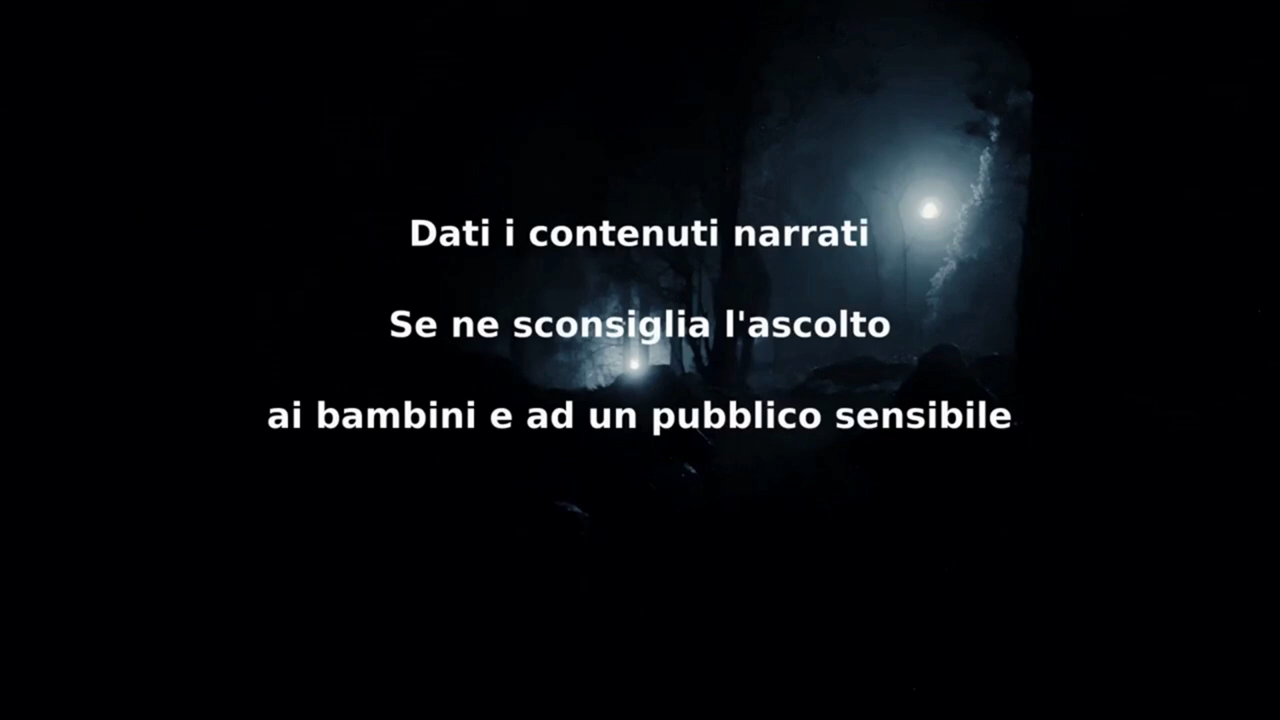 Dati i contenuti narrati
Se ne sconsiglia l'ascolto
ai bambini e ad un pubblico sensibile